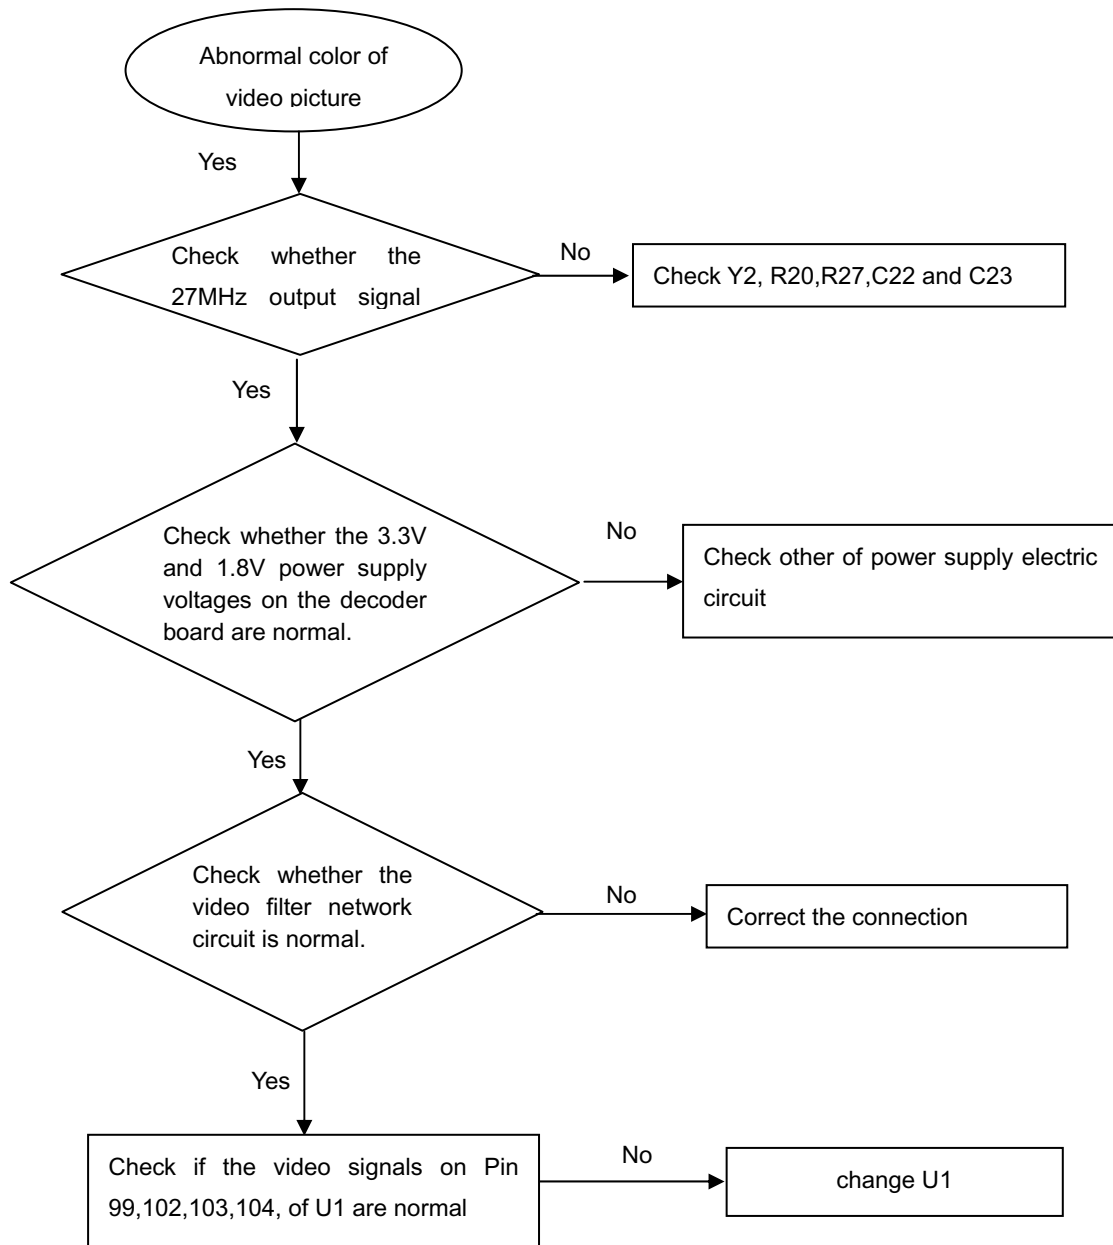 Abnormal color of
video picture
Yes
Check whether the
27MHz output signal
No
Check Y2, R20,R27,C22 and C23
Yes
Check whether the 3.3V
and 1.8V power supply
voltages on the decoder
board are normal.
No
Check other of power supply electric
circuit
Yes
Check whether the
video filter network
circuit is normal.
No
Correct the connection
Yes
Check if the video signals on Pin
99,102,103,104, of U1 are normal
No
change U1